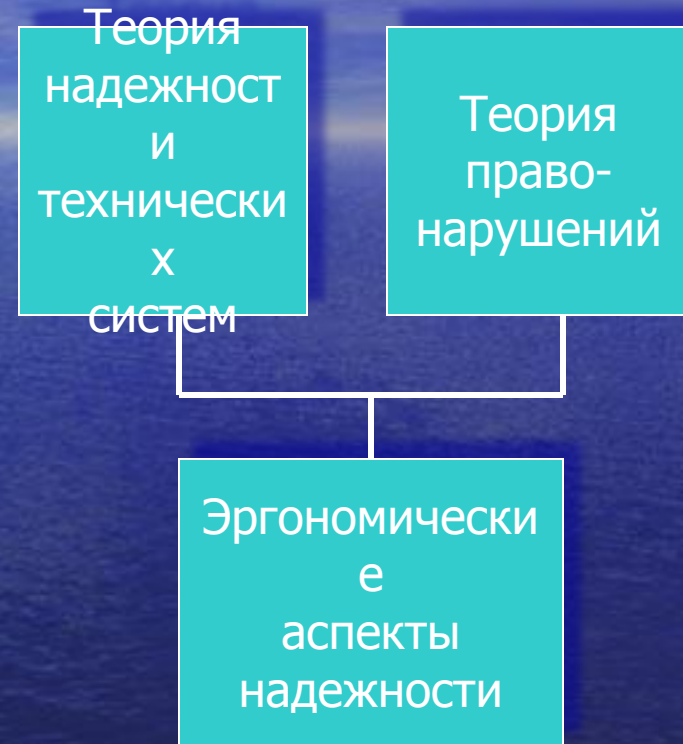 Теория
надежност
и
технически
х
систем
Теория
право-
нарушений
Эргономически
е
аспекты
надежности